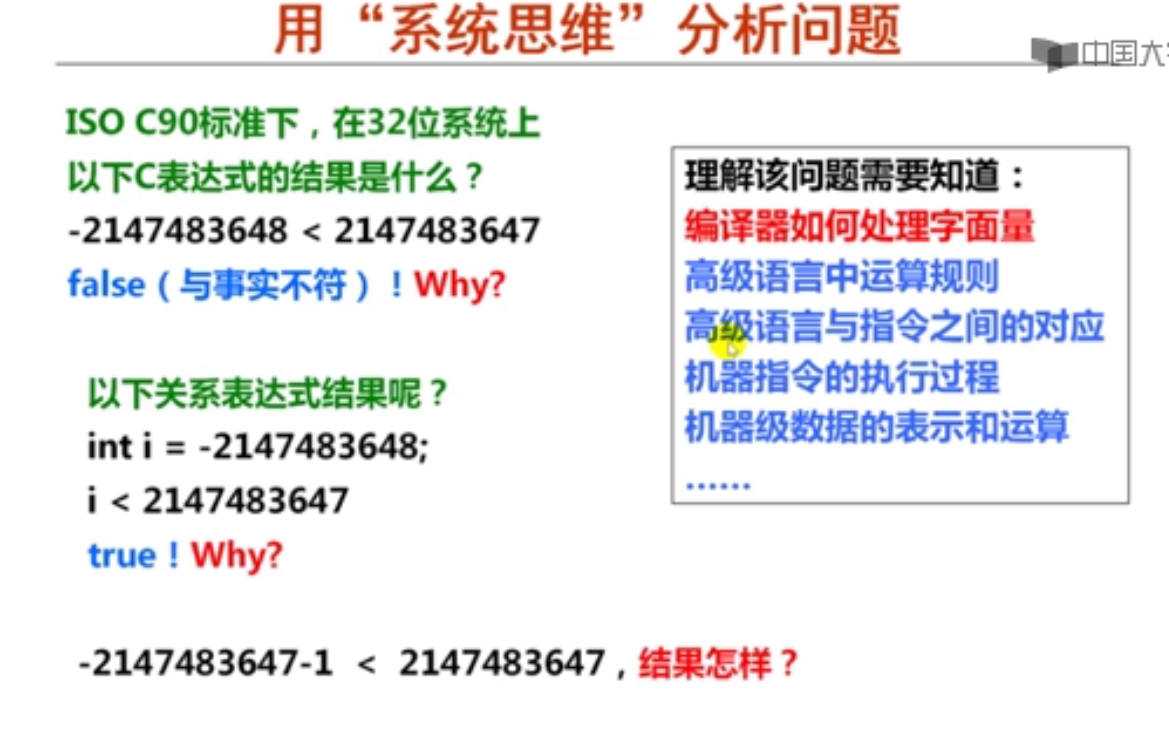 用“系统思维”分析问题
中国大
ISO C90标准下，在32位系统上
以下C表达式的结果是什么？
-2147483648 < 2147483647
false（与事实不符）！Why?
以下关系表达式结果呢？
int i = -2147483648;
i < 2147483647
true！Why?
-2147483647-1 < 2147483647，结果怎样？
理解该问题需要知道：
编译器如何处理字面量
高级语言中运算规则
高级语言与指令之间的对应
机器指令的执行过程
机器级数据的表示和运算
......